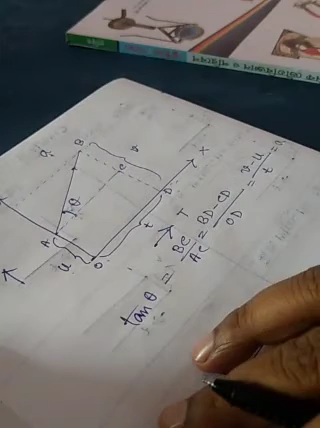 a
B
v
C
θ
X
A
D
u
t
O
T
tan θ = BC/AC = BD-CD/OD = v-u/t = a